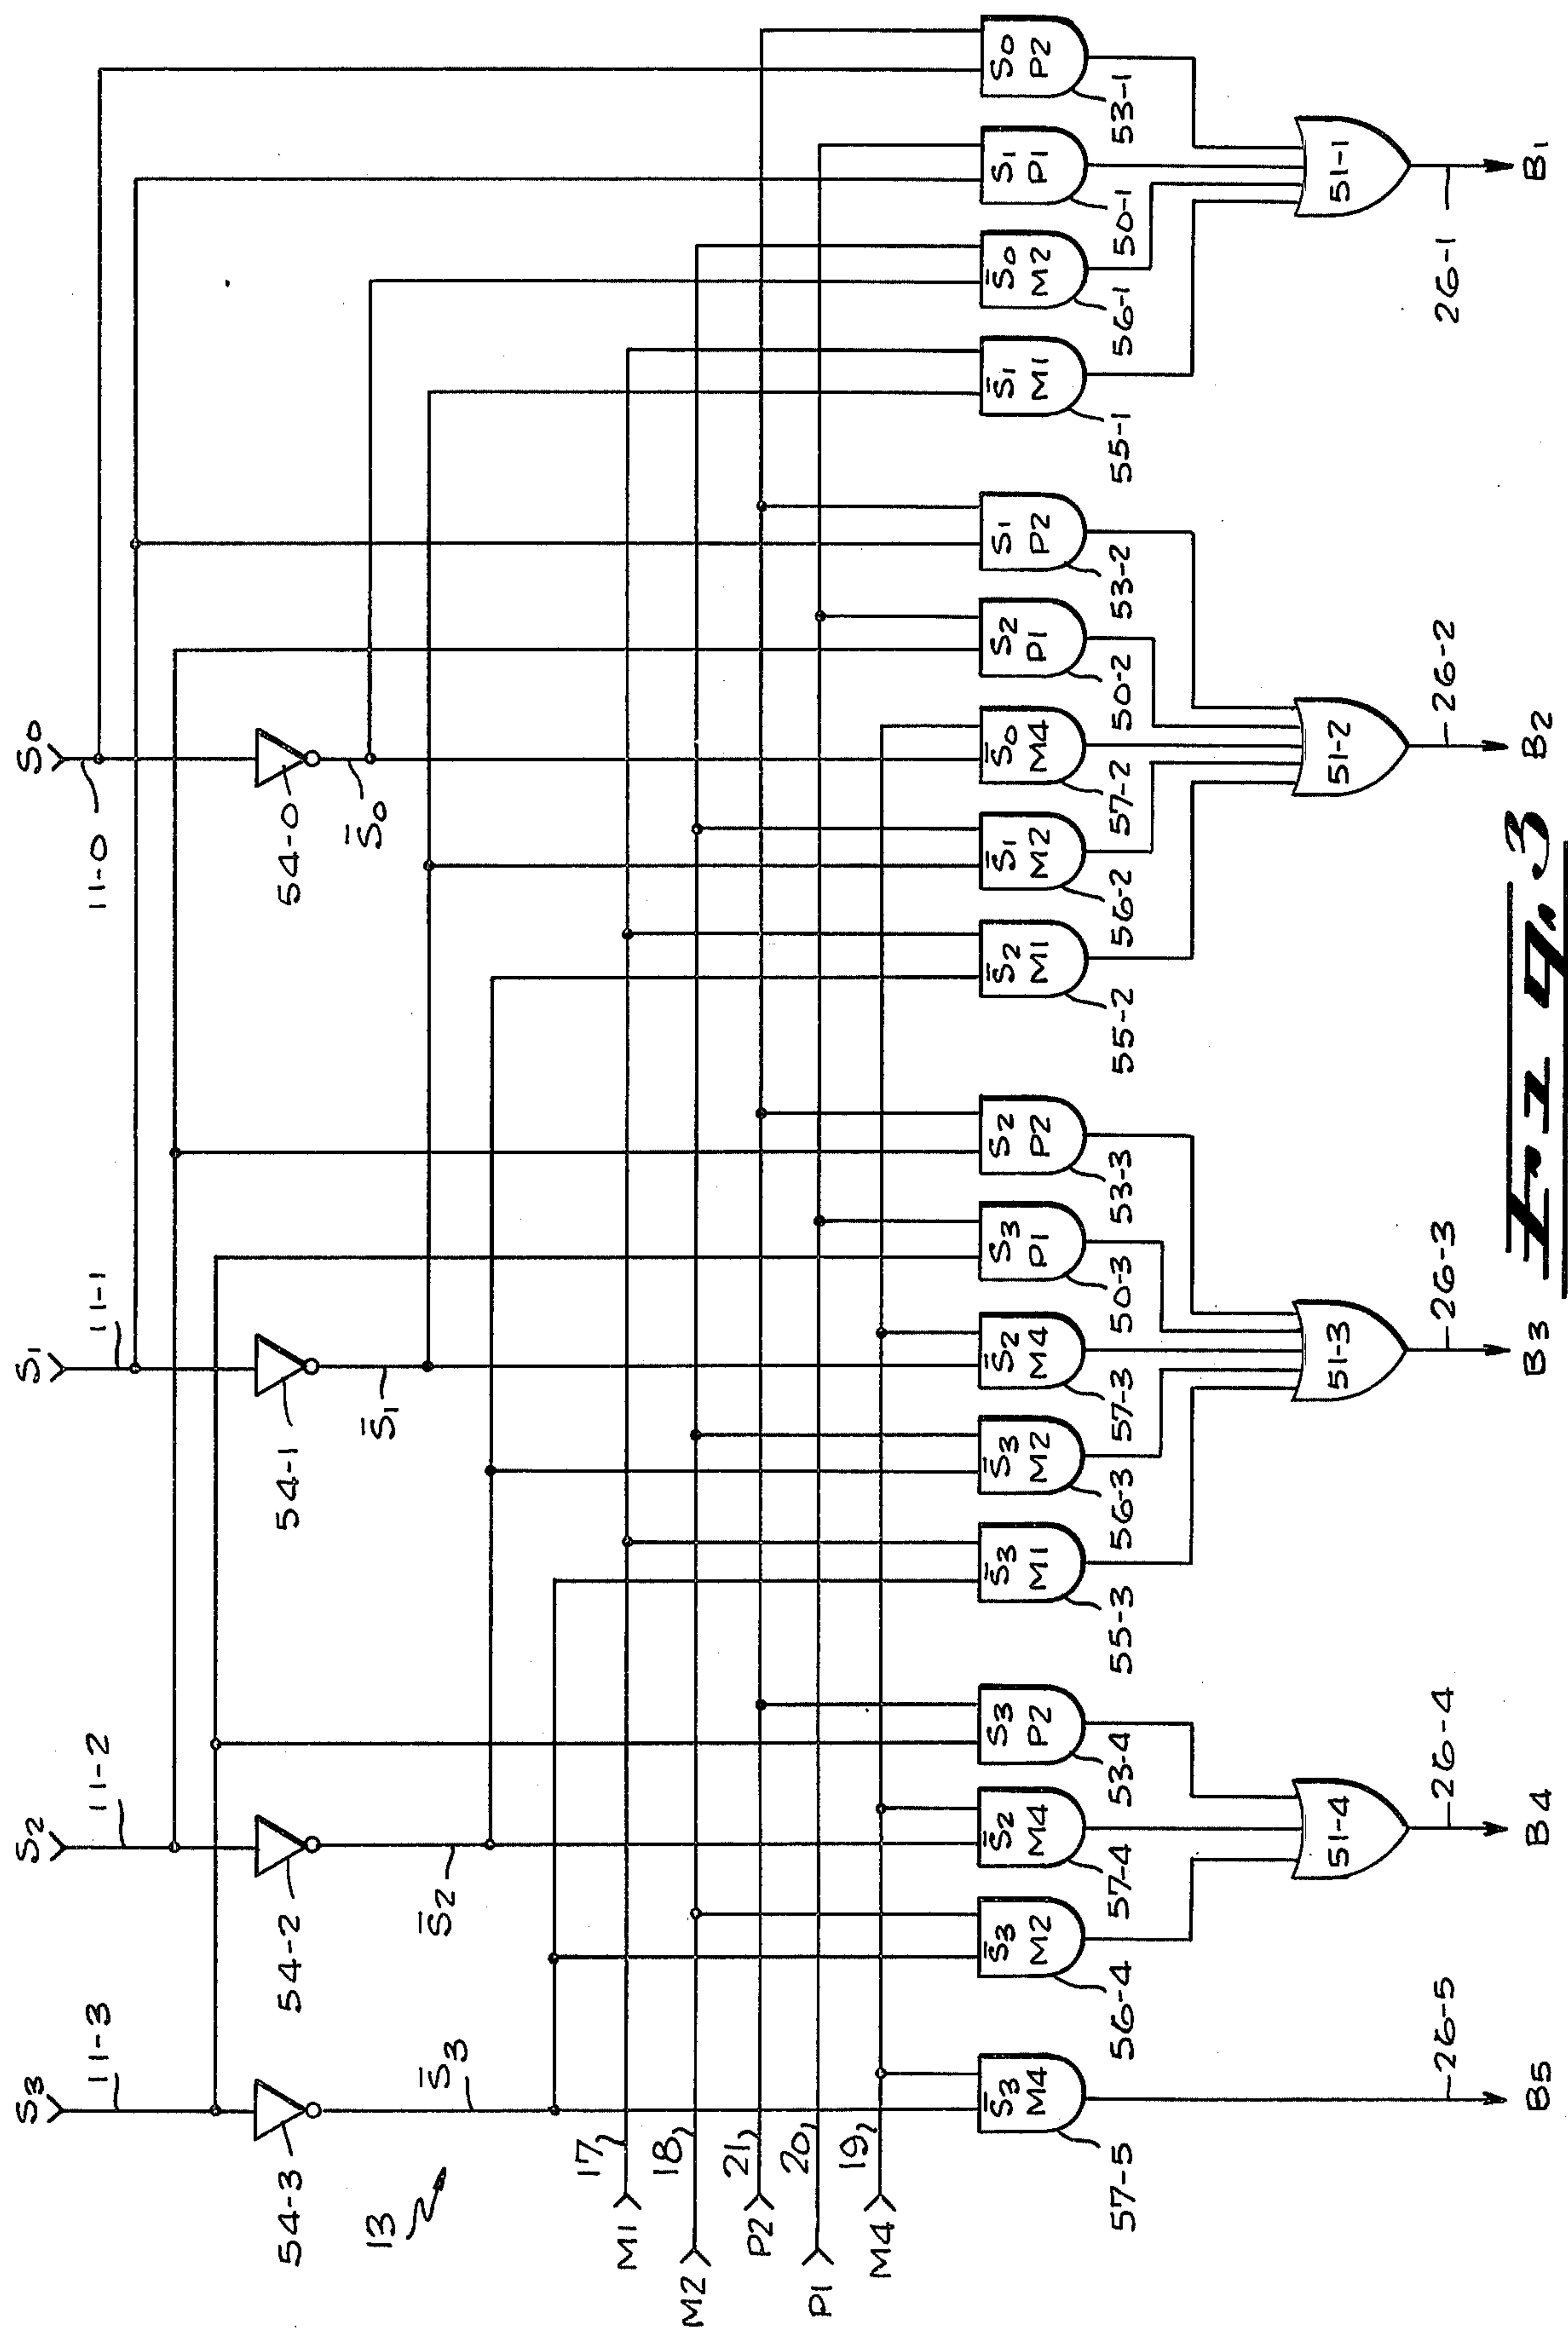 S3
S2
S1
S0
11-3
11-2
11-1
11-0
54-3
54-2
54-1
54-0
S̄3
S̄2
S̄1
S̄0
13
M1
17
M2
18
P2
21
P1
20
M4
19
S̄3 M4
S̄3 M2
S̄2 M4
S3 P2
S̄3 M1
S̄3 M2
S̄2 M4
S3 P1
S2 P2
S̄2 M1
S̄1 M2
S̄0 M4
S2 P1
S1 P2
S̄1 M1
S̄0 M2
S1 P1
S0 P2
57-5
56-4
57-4
53-4
55-3
56-3
57-3
50-3
53-3
55-2
56-2
57-2
50-2
53-2
55-1
56-1
50-1
53-1
51-4
51-3
51-2
51-1
26-5
26-4
26-3
26-2
26-1
B5
B4
B3
B2
B1